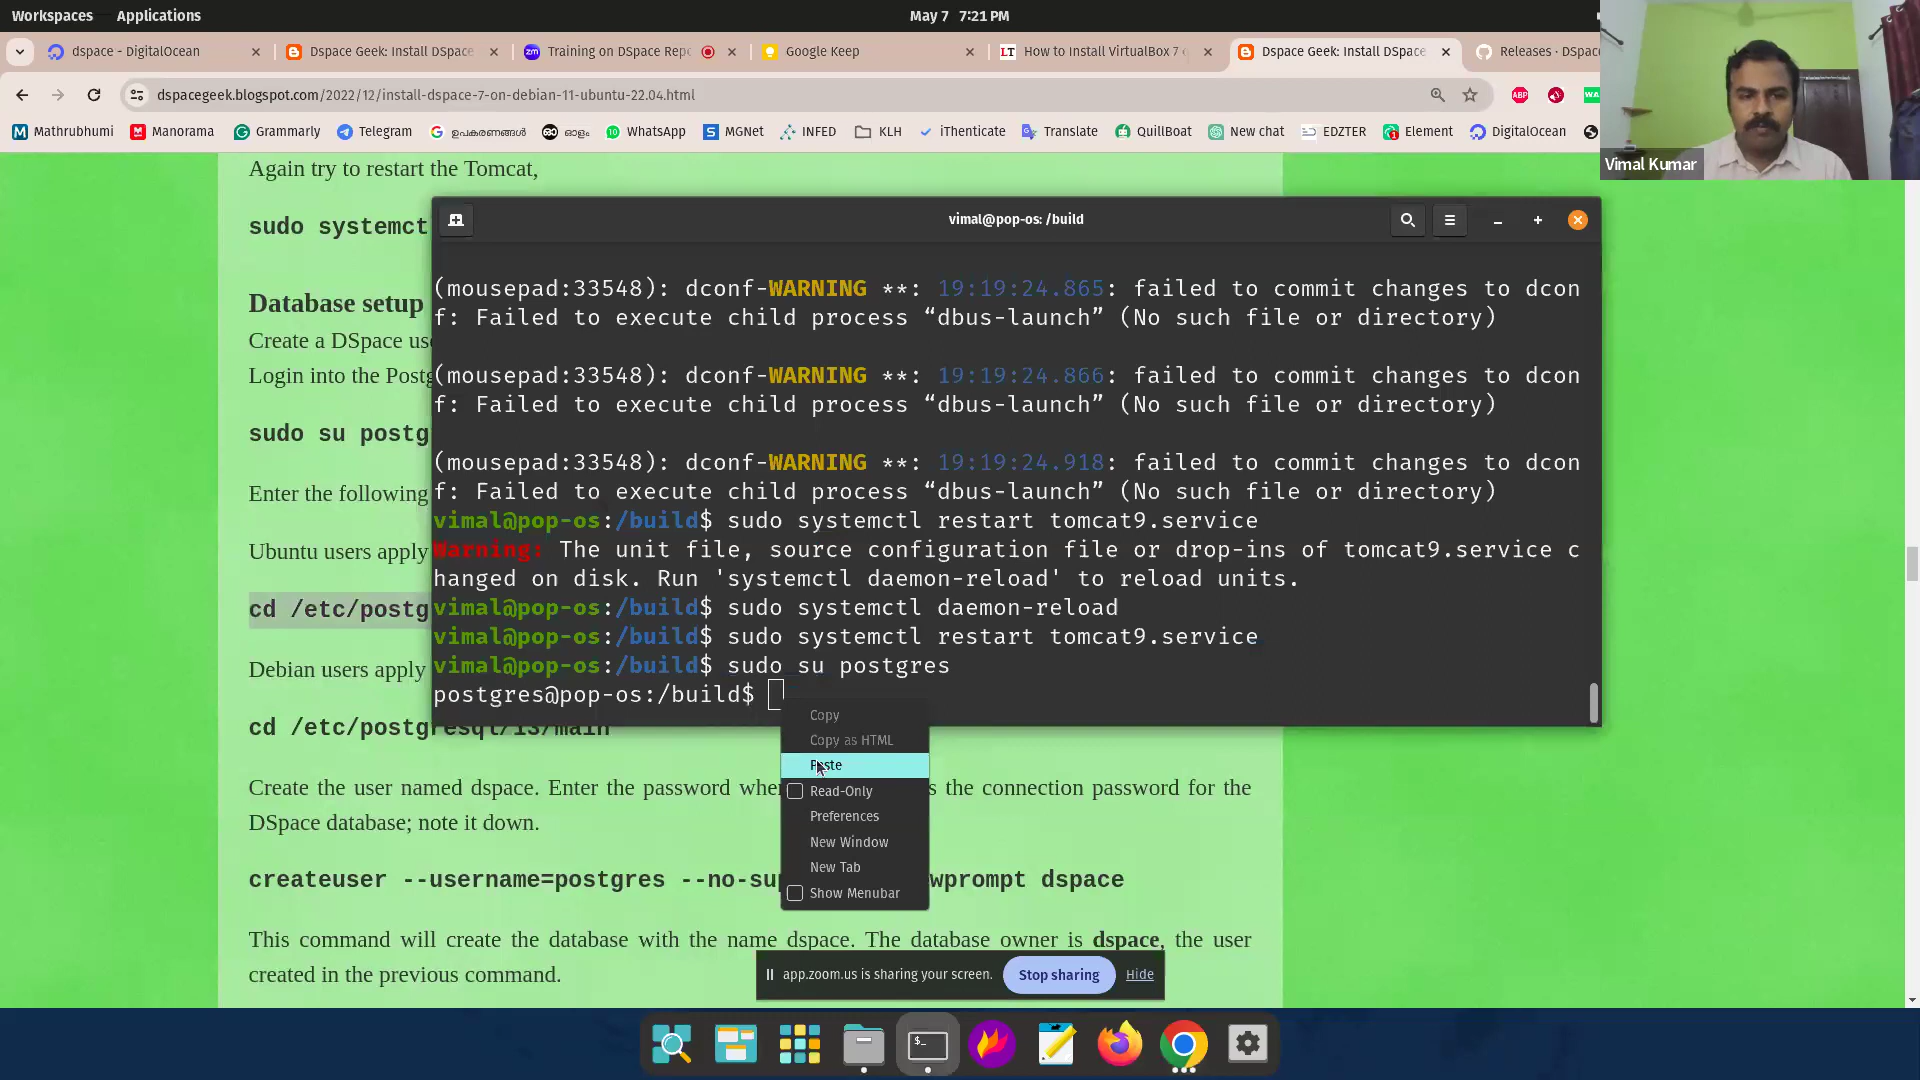 Workspaces Applications May 7 7:21 PM
dspace - DigitalOcean
Dspace Geek: Install DSpace
Training on DSpace Repo
Google Keep
How to Install VirtualBox 7
Dspace Geek: Install DSpace
Releases · DSpac
dspacegeek.blogspot.com/2022/12/install-dspace-7-on-debian-11-ubuntu-22.04.html
ABP
WA
Mathrubhumi Manorama Grammarly Telegram ഉപകരണങ്ങൾ ഓളം WhatsApp MGNet INFED KLH iThenticate Translate QuillBoat New chat EDZTER Element DigitalOcean
Vimal Kumar
Again try to restart the Tomcat,
sudo systemct
Database setup
Create a DSpace use
Login into the Postg
sudo su postg
Enter the following
Ubuntu users apply
cd /etc/postg
Debian users apply
cd /etc/postgresql/13/main
Create the user named dspace. Enter the password whe s the connection password for the
DSpace database; note it down.
createuser --username=postgres --no-sup wprompt dspace
This command will create the database with the name dspace. The database owner is dspace, the user
created in the previous command.
vimal@pop-os: /build
(mousepad:33548): dconf-WARNING **: 19:19:24.865: failed to commit changes to dcon
f: Failed to execute child process “dbus-launch” (No such file or directory)
(mousepad:33548): dconf-WARNING **: 19:19:24.866: failed to commit changes to dcon
f: Failed to execute child process “dbus-launch” (No such file or directory)
(mousepad:33548): dconf-WARNING **: 19:19:24.918: failed to commit changes to dcon
f: Failed to execute child process “dbus-launch” (No such file or directory)
vimal@pop-os:/build$ sudo systemctl restart tomcat9.service
Warning: The unit file, source configuration file or drop-ins of tomcat9.service c
hanged on disk. Run 'systemctl daemon-reload' to reload units.
vimal@pop-os:/build$ sudo systemctl daemon-reload
vimal@pop-os:/build$ sudo systemctl restart tomcat9.service
vimal@pop-os:/build$ sudo su postgres
postgres@pop-os:/build$
Copy
Copy as HTML
Paste
Read-Only
Preferences
New Window
New Tab
Show Menubar
app.zoom.us is sharing your screen. Stop sharing Hide